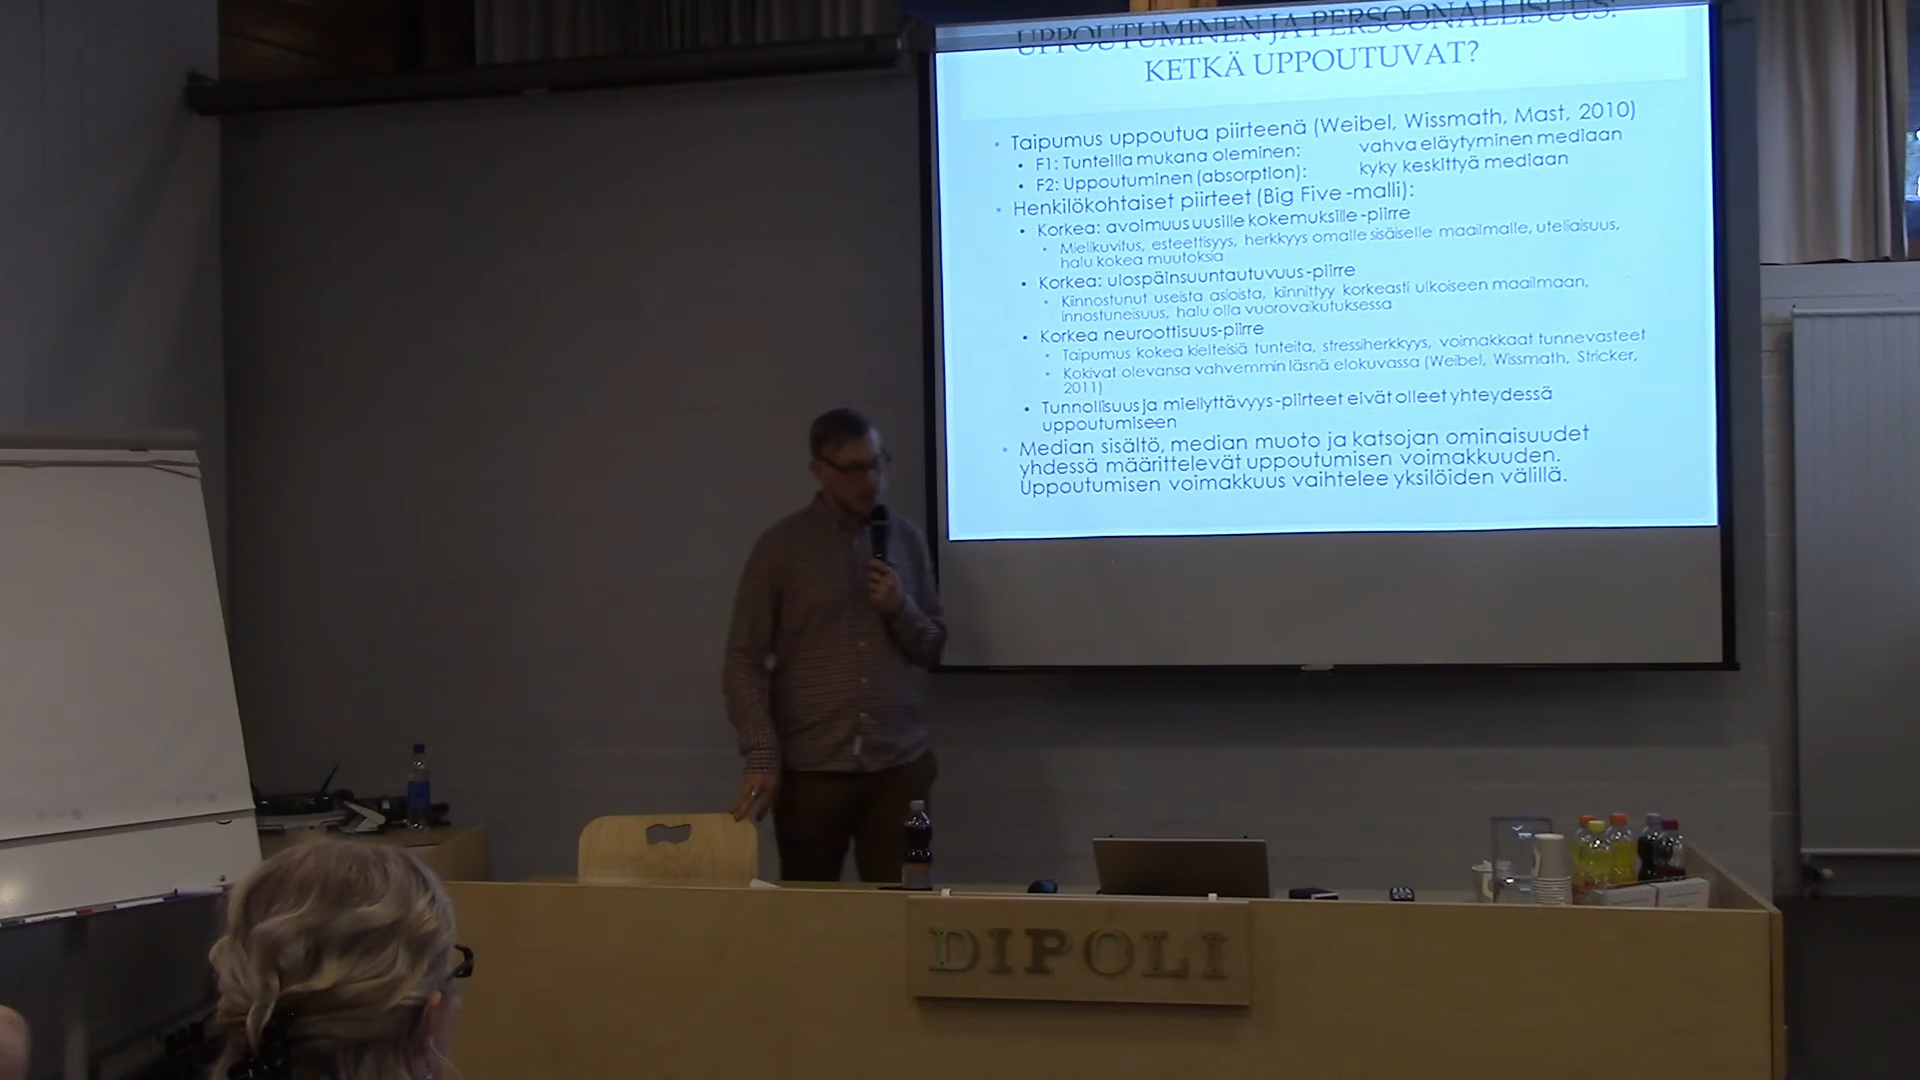 UPPOUTUMINEN JA PERSOONALLISUUS:
KETKÄ UPPOUTUVAT?
• Taipumus uppoutua piirteenä (Weibel, Wissmath, Mast, 2010)
• F1: Tunteilla mukana oleminen: vahva eläytyminen mediaan
• F2: Uppoutuminen (absorption): kyky keskittyä mediaan
• Henkilökohtaiset piirteet (Big Five -malli):
• Korkea: avoimuus uusille kokemuksille -piirre
• Mielikuvitus, esteettisyys, herkkyys omalle sisäiselle maailmalle, uteliaisuus,
halu kokea muutoksia
• Korkea: ulospäinsuuntautuvuus -piirre
• Kiinnostunut useista asioista, kiinnittyy korkeasti ulkoiseen maailmaan,
innostuneisuus, halu olla vuorovaikutuksessa
• Korkea neuroottisuus-piirre
• Taipumus kokea kielteisiä tunteita, stressiherkkyys, voimakkaat tunnevasteet
• Kokivat olevansa vahvemmin läsnä elokuvassa (Weibel, Wissmath, Stricker,
2011)
• Tunnollisuus ja miellyttävyys -piirteet eivät olleet yhteydessä
uppoutumiseen
• Median sisältö, median muoto ja katsojan ominaisuudet
yhdessä määrittelevät uppoutumisen voimakkuuden.
Uppoutumisen voimakkuus vaihtelee yksilöiden välillä.
DIPOLI